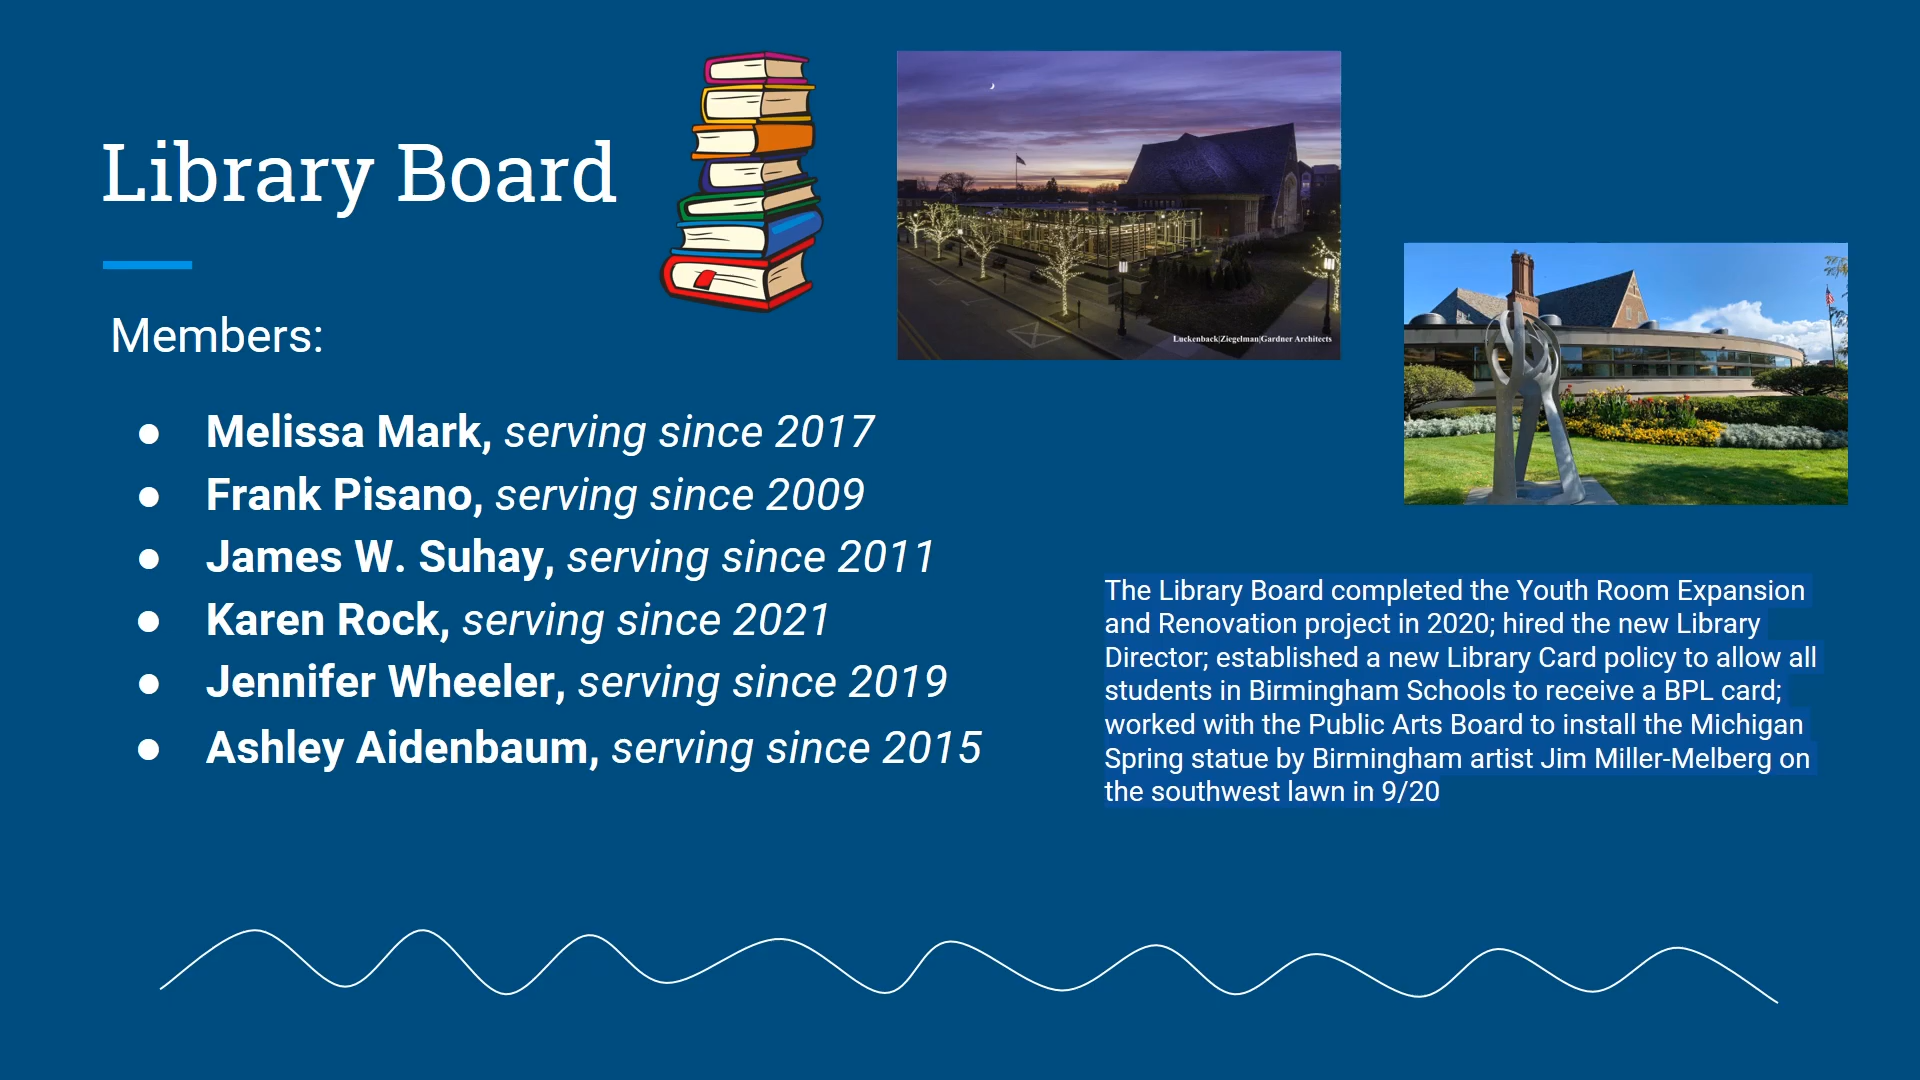 Library Board
Luckenback|Ziegelman|Gardner Architects
Members:
● Melissa Mark, serving since 2017
● Frank Pisano, serving since 2009
● James W. Suhay, serving since 2011
● Karen Rock, serving since 2021
● Jennifer Wheeler, serving since 2019
● Ashley Aidenbaum, serving since 2015
The Library Board completed the Youth Room Expansion
and Renovation project in 2020; hired the new Library
Director; established a new Library Card policy to allow all
students in Birmingham Schools to receive a BPL card;
worked with the Public Arts Board to install the Michigan
Spring statue by Birmingham artist Jim Miller-Melberg on
the southwest lawn in 9/20